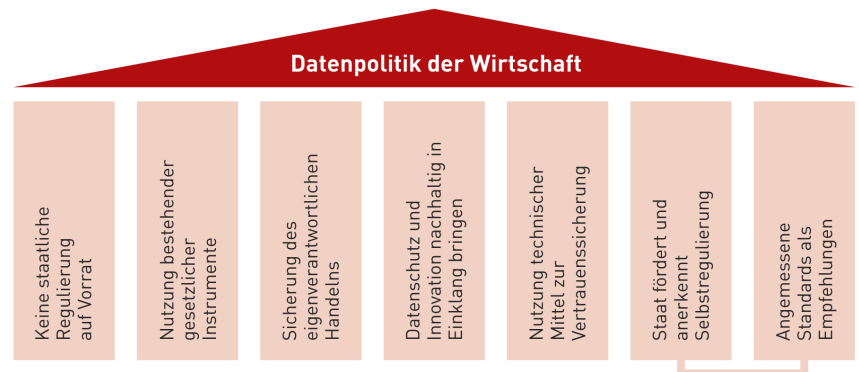 Datenpolitik der Wirtschaft
Keine staatliche
Regulierung
auf Vorrat
Nutzung bestehender
gesetzlicher
Instrumente
Sicherung des
eigenverantwortlichen
Handelns
Datenschutz und
Innovation nachhaltig in
Einklang bringen
Nutzung technischer
Mittel zur
Vertrauenssicherung
Staat fördert und
anerkennt
Selbstregulierung
Angemessene
Standards als
Empfehlungen